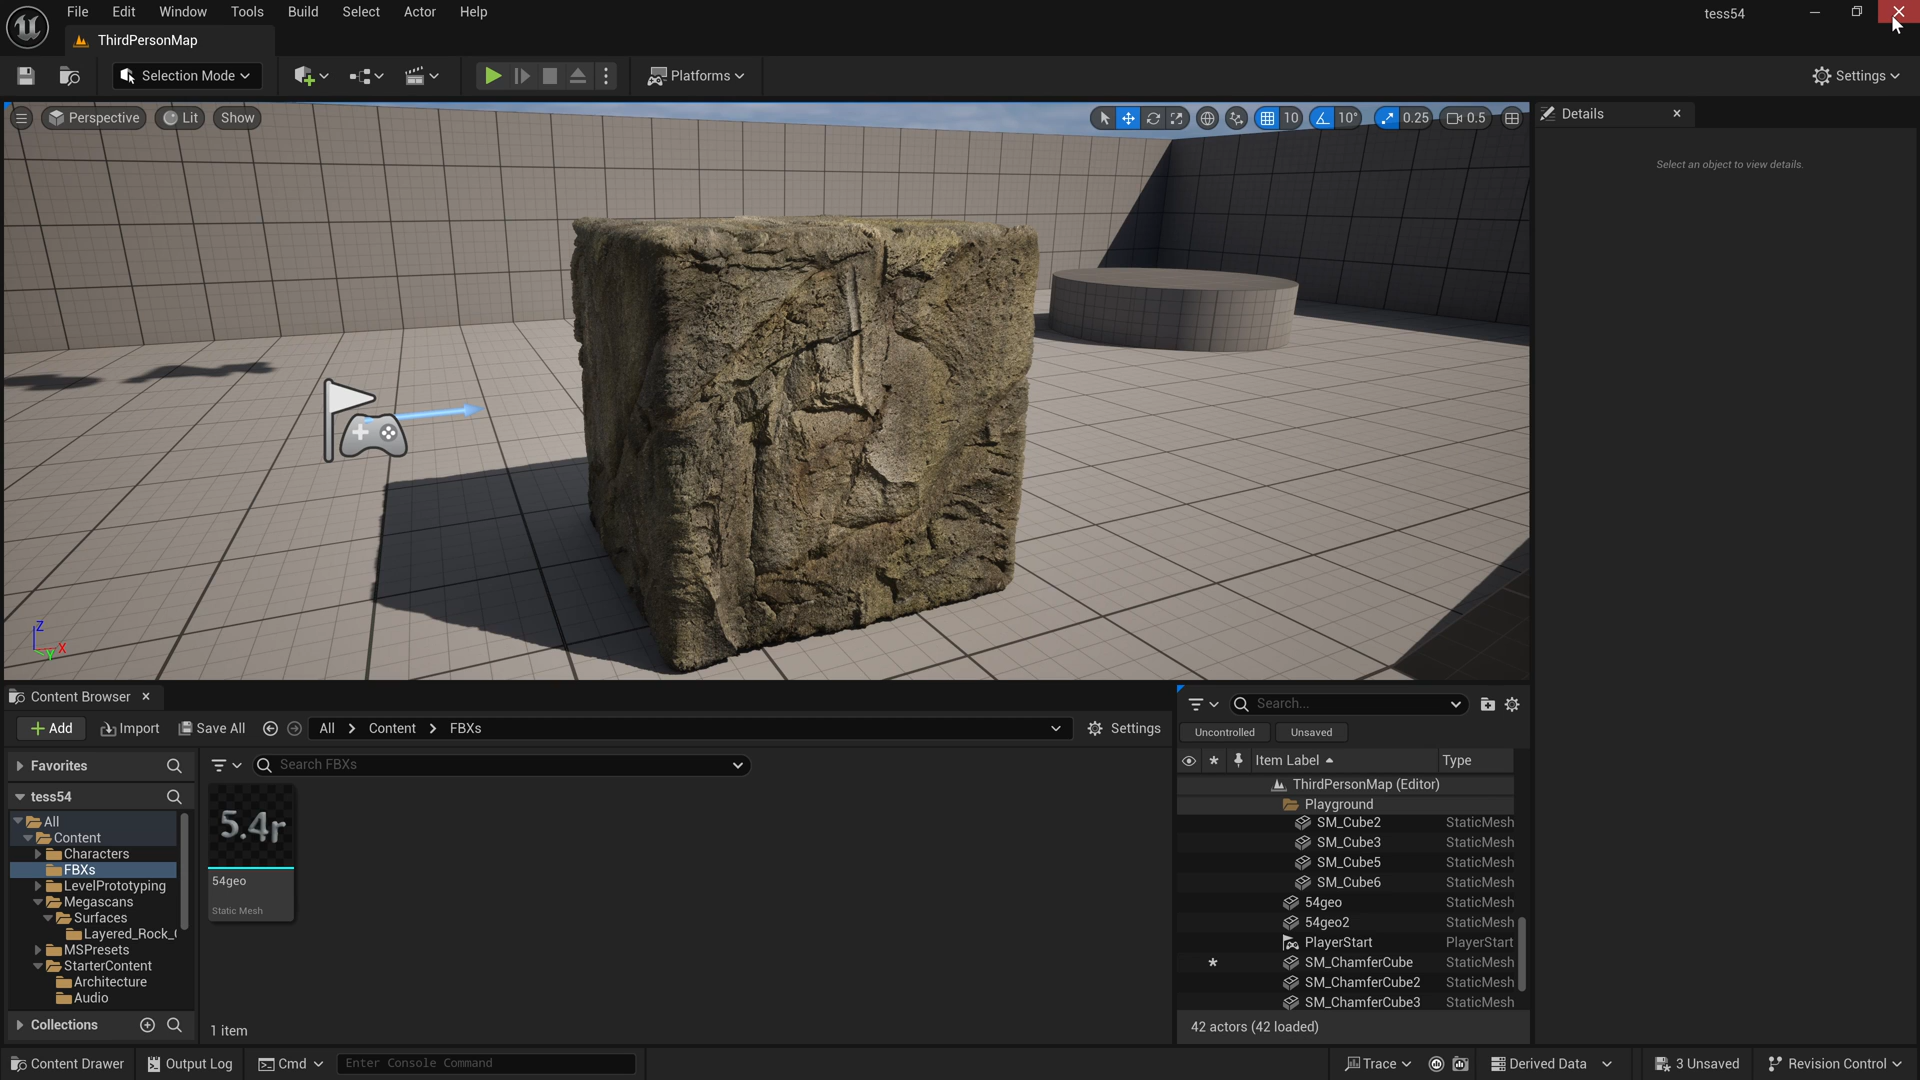 File Edit Window Tools Build Select Actor Help
tess54
ThirdPersonMap
Selection Mode
Platforms
Settings
Perspective Lit Show
10 10° 0.25 0.5
Details
Select an object to view details.
Z
X
Y
Content Browser
Add Import Save All All Content FBXs Settings
Favorites
Search FBXs
tess54
All
Content
Characters
FBXs
LevelPrototyping
Megascans
Surfaces
Layered_Rock_
MSPresets
StarterContent
Architecture
Audio
Collections
5.4r
54geo
Static Mesh
1 item
Search...
Uncontrolled Unsaved
Item Label Type
ThirdPersonMap (Editor)
Playground
SM_Cube2 StaticMesh
SM_Cube3 StaticMesh
SM_Cube5 StaticMesh
SM_Cube6 StaticMesh
54geo StaticMesh
54geo2 StaticMesh
PlayerStart PlayerStart
* SM_ChamferCube StaticMesh
SM_ChamferCube2 StaticMesh
SM_ChamferCube3 StaticMesh
42 actors (42 loaded)
Content Drawer Output Log Cmd Enter Console Command Trace Derived Data 3 Unsaved Revision Control